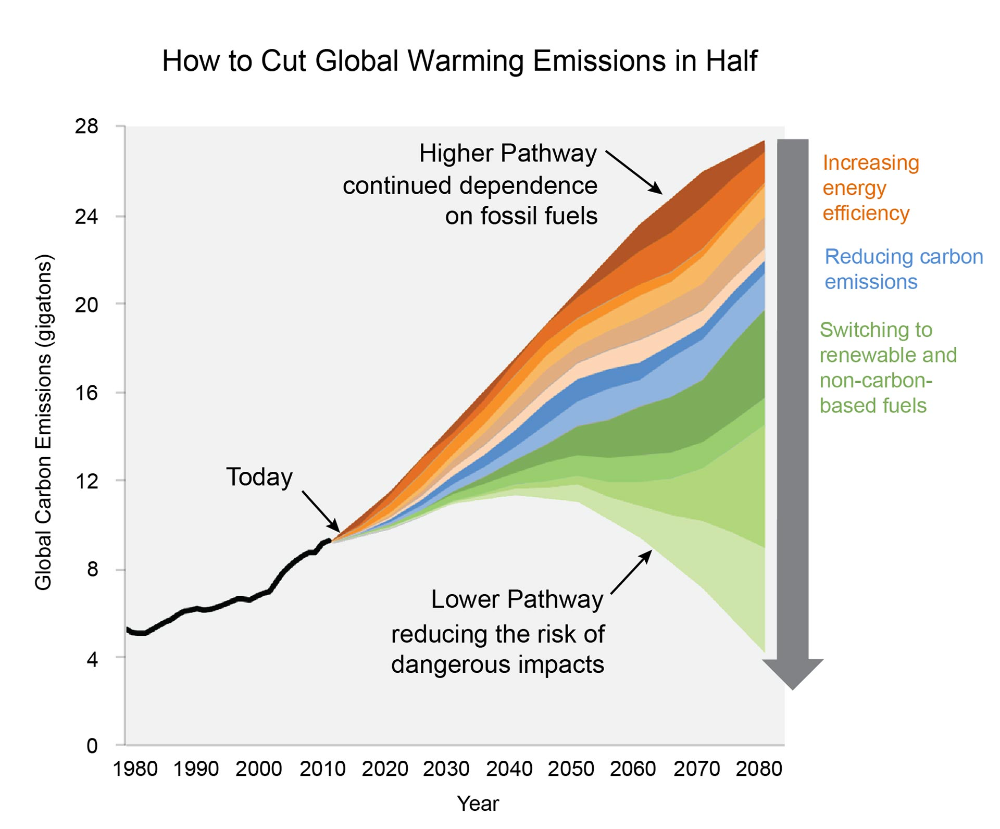 How to Cut Global Warming Emissions in Half
28
24
20
16
12
8
4
0
Global Carbon Emissions (gigatons)
Higher Pathway
continued dependence
on fossil fuels
Today
Lower Pathway
reducing the risk of
dangerous impacts
Increasing
energy
efficiency
Reducing carbon
emissions
Switching to
renewable and
non-carbon-
based fuels
1980 1990 2000 2010 2020 2030 2040 2050 2060 2070 2080
Year